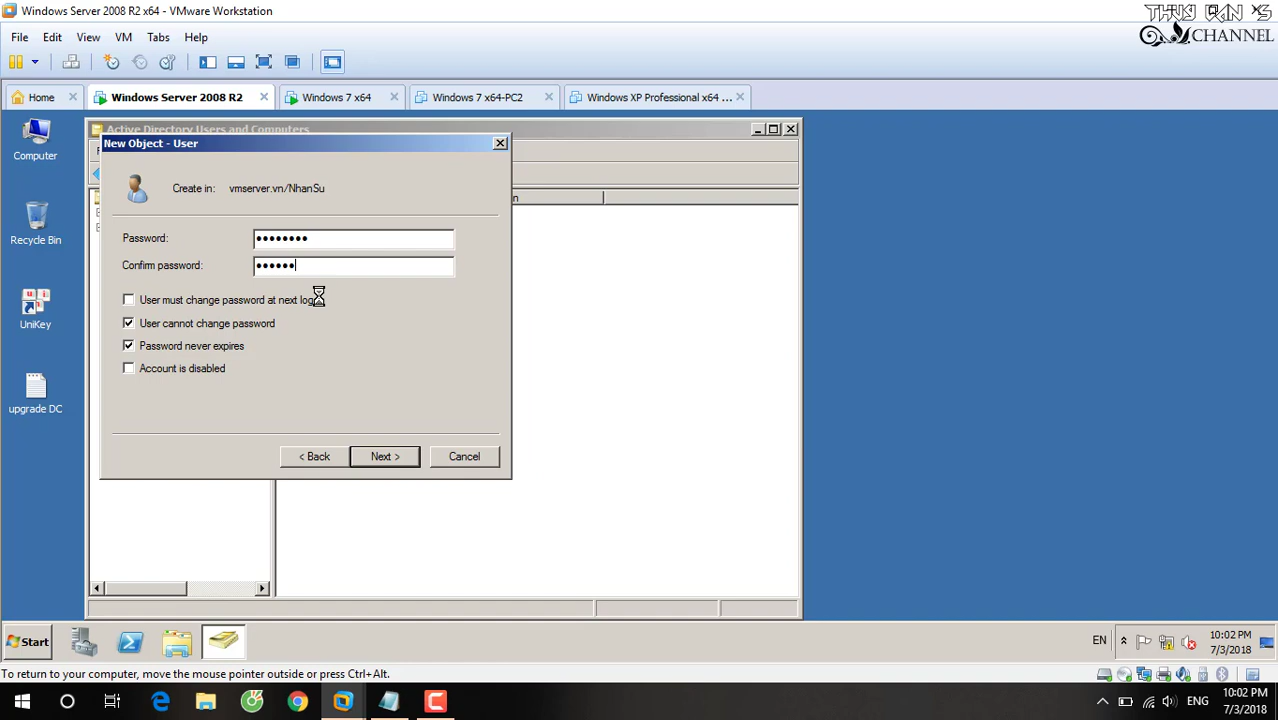 Windows Server 2008 R2 x64 - VMware Workstation
THUY VAN'S
CHANNEL
File Edit View VM Tabs Help
Home Windows Server 2008 R2 Windows 7 x64 Windows 7 x64-PC2 Windows XP Professional x64 ...
Active Directory Users and Computers
New Object - User
Computer
Create in: vmserver.vn/NhanSu
Recycle Bin
Password: ••••••••
Confirm password: ••••••
User must change password at next log
UniKey
User cannot change password
Password never expires
Account is disabled
upgrade DC
< Back Next > Cancel
Start
EN
10:02 PM
7/3/2018
To return to your computer, move the mouse pointer outside or press Ctrl+Alt.
ENG
10:02 PM
7/3/2018